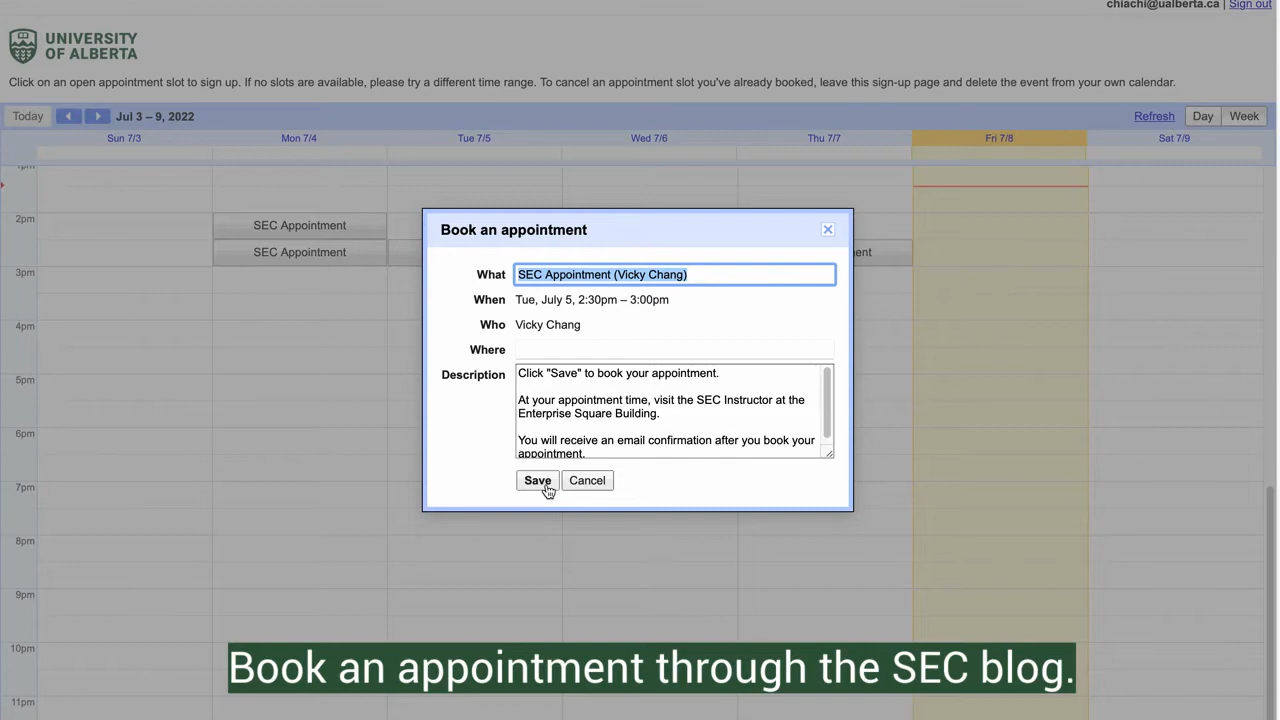 chiachi@ualberta.ca | Sign out
UNIVERSITY
OF ALBERTA
Click on an open appointment slot to sign up. If no slots are available, please try a different time range. To cancel an appointment slot you've already booked, leave this sign-up page and delete the event from your own calendar.
Today Jul 3 – 9, 2022 Refresh Day Week
Sun 7/3 Mon 7/4 Tue 7/5 Wed 7/6 Thu 7/7 Fri 7/8 Sat 7/9
1pm
2pm
SEC Appointment
SEC Appointment
3pm
4pm
5pm
6pm
7pm
8pm
9pm
10pm
11pm
Book an appointment
What SEC Appointment (Vicky Chang)
When Tue, July 5, 2:30pm – 3:00pm
Who Vicky Chang
Where
Description Click "Save" to book your appointment.
At your appointment time, visit the SEC Instructor at the
Enterprise Square Building.
You will receive an email confirmation after you book your
appointment.
Save Cancel
Book an appointment through the SEC blog.